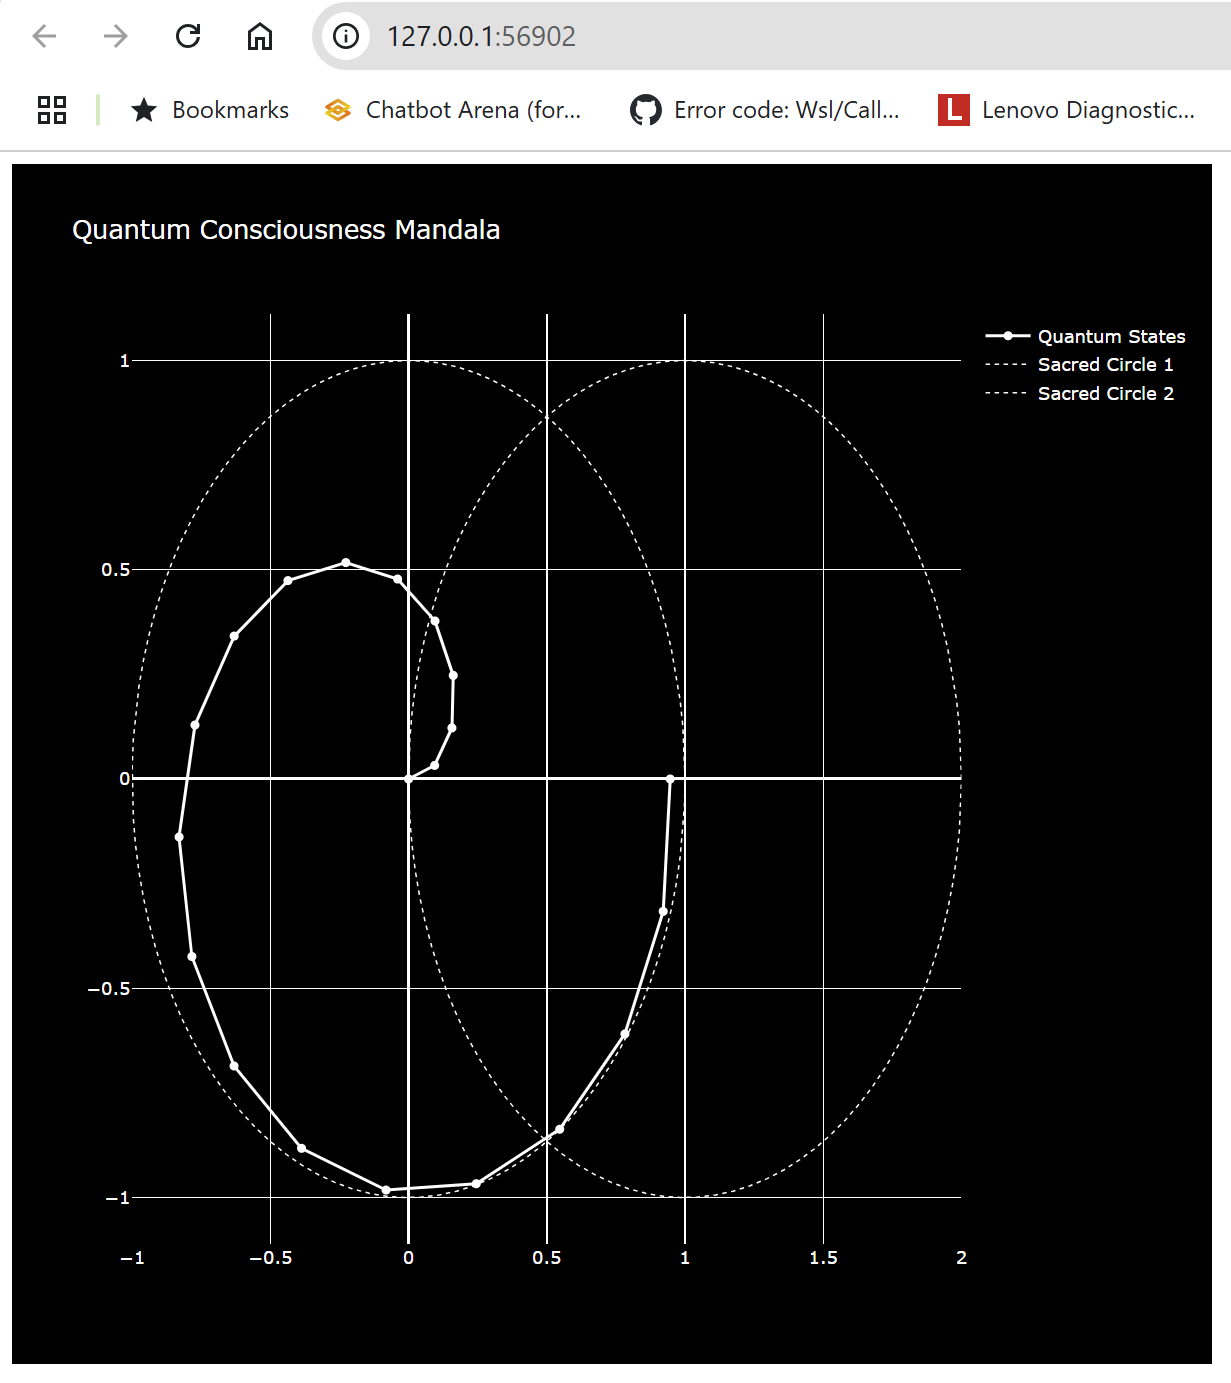 127.0.0.1:56902
Bookmarks Chatbot Arena (for... Error code: Wsl/Call... L Lenovo Diagnostic...
Quantum Consciousness Mandala
Quantum States
Sacred Circle 1
Sacred Circle 2
1
0.5
0
−0.5
−1
−1 −0.5 0 0.5 1 1.5 2